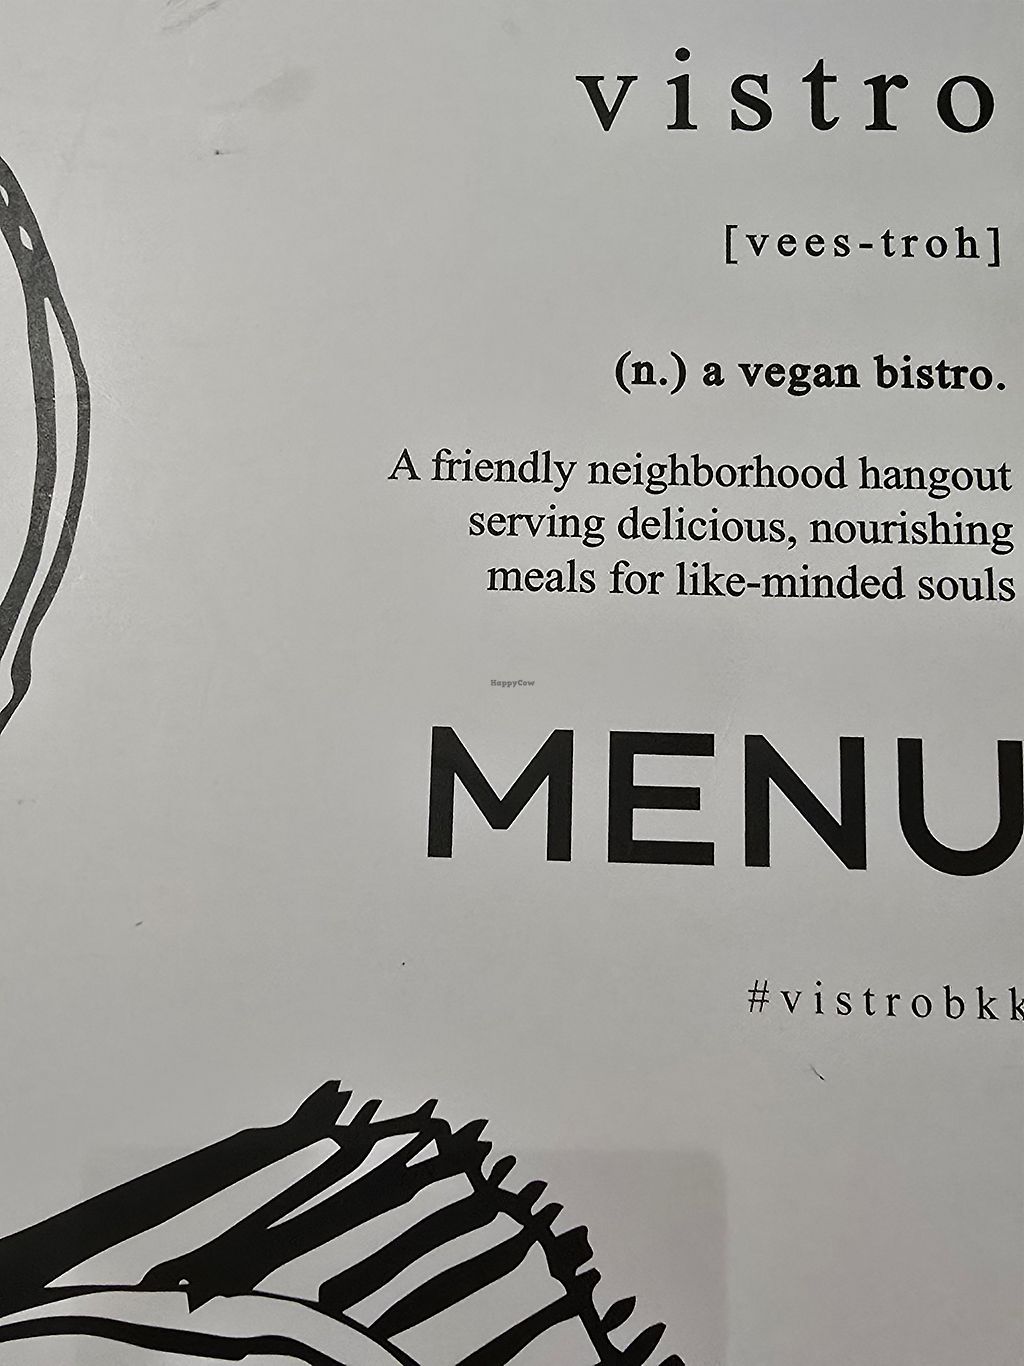 vistro
[vees-troh]
(n.) a vegan bistro.
A friendly neighborhood hangout
serving delicious, nourishing
meals for like-minded souls
HappyCow
MENU
#vistrobkk